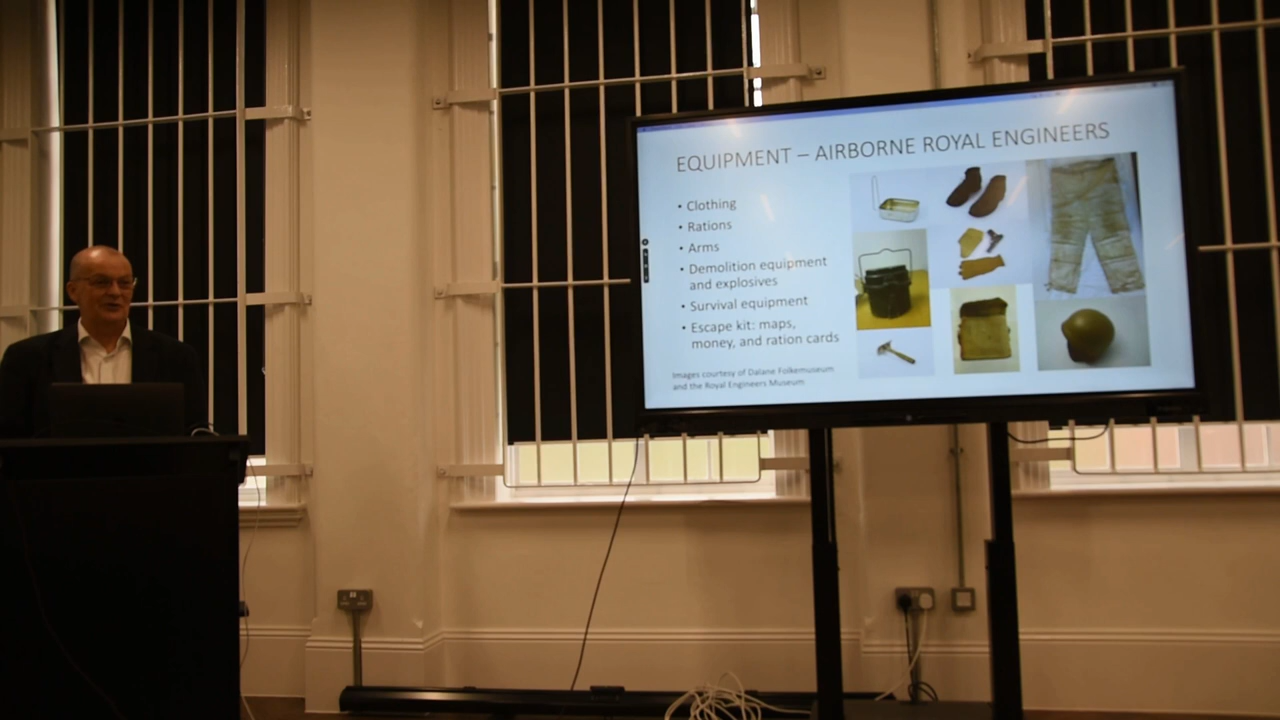 EQUIPMENT – AIRBORNE ROYAL ENGINEERS
• Clothing
• Rations
• Arms
• Demolition equipment
and explosives
• Survival equipment
• Escape kit: maps,
money, and ration cards
Images courtesy of Dalane Folkemuseum
and the Royal Engineers Museum